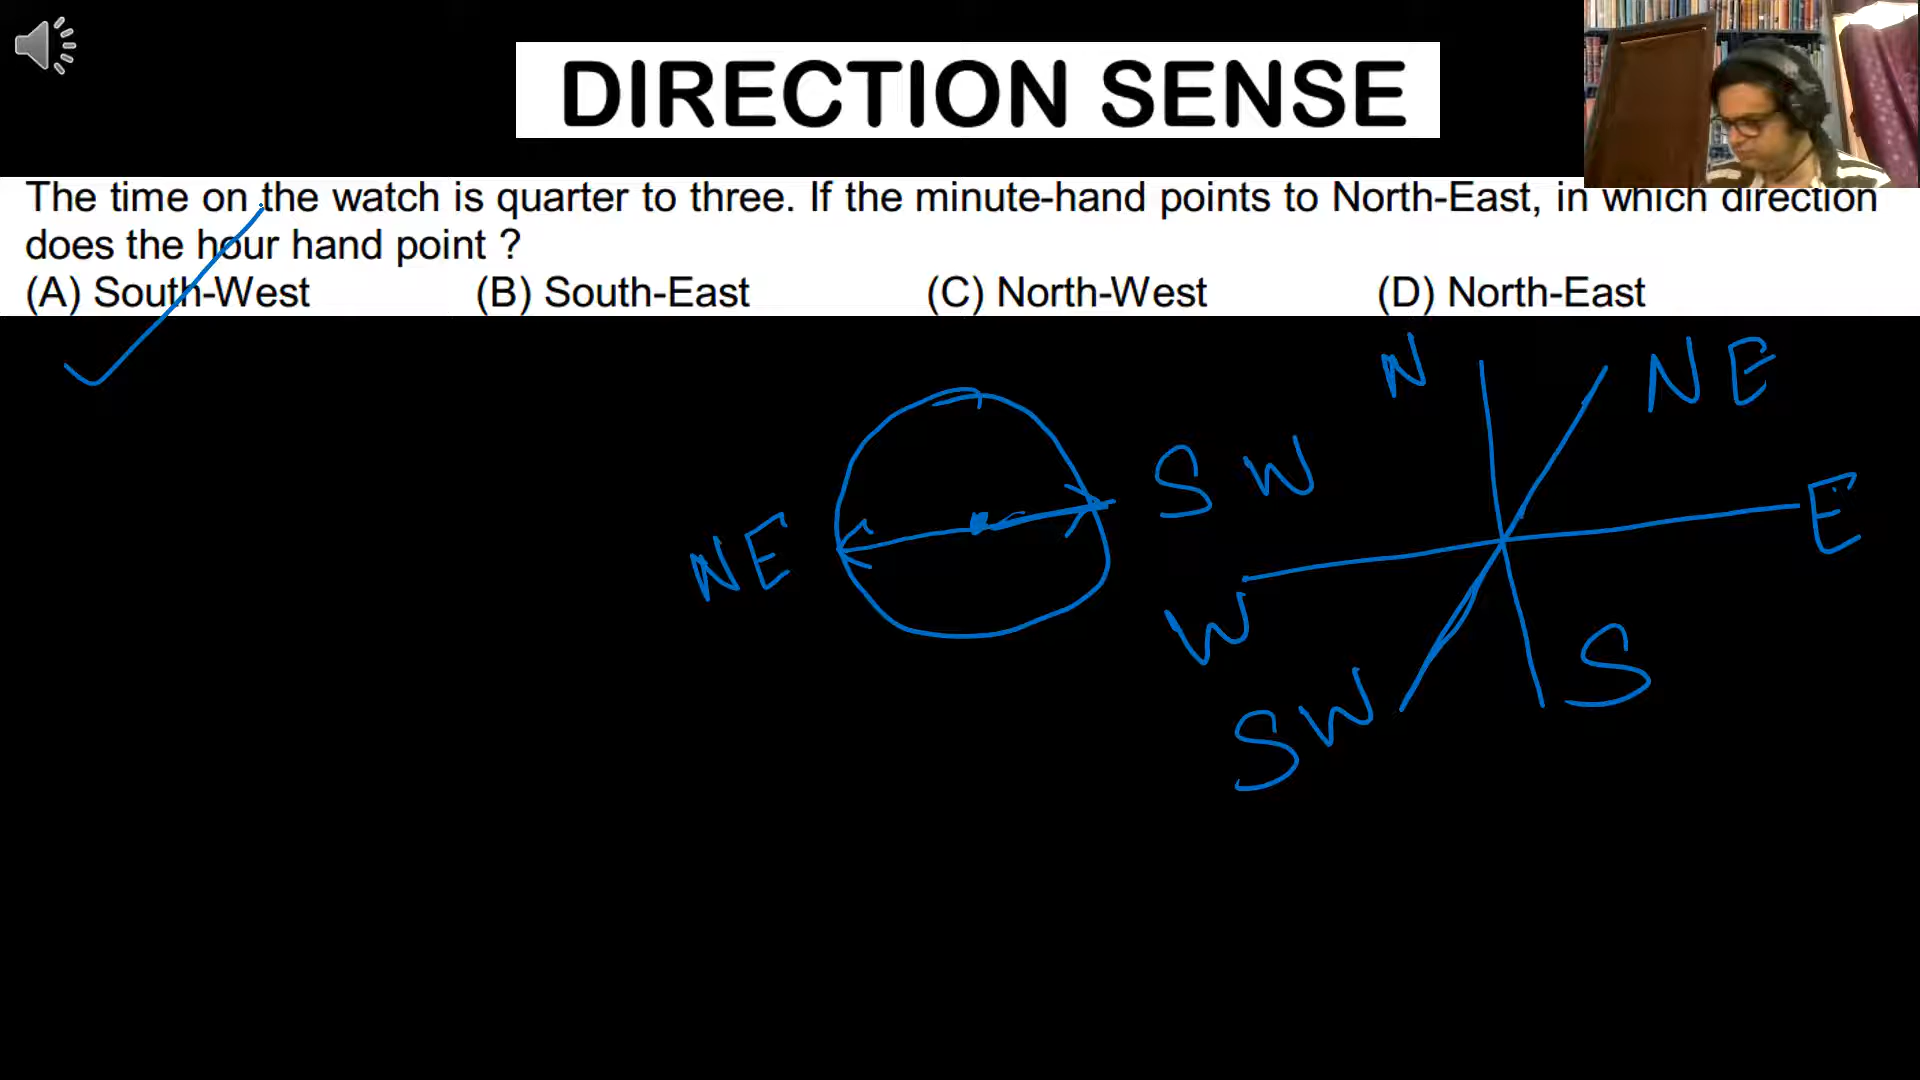 DIRECTION SENSE
The time on the watch is quarter to three. If the minute-hand points to North-East, in which direction
does the hour hand point ?
(A) South-West (B) South-East (C) North-West (D) North-East
N NE
SW
E
NE
W
S
SW